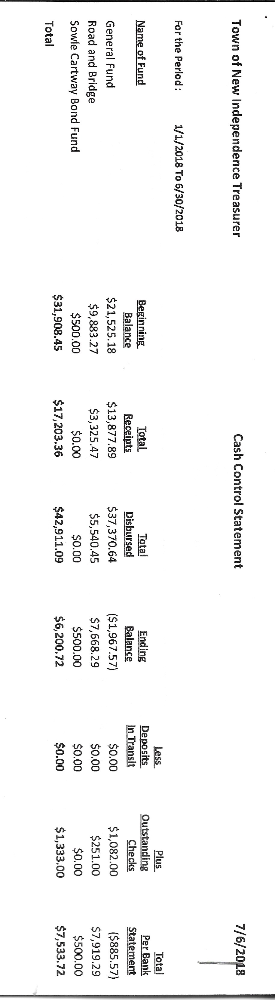 Town of New Independence Treasurer Cash Control Statement 7/6/2018
For the Period : 1/1/2018 To 6/30/2018
Less Plus Total
Beginning Total Total Ending Deposits Outstanding Per Bank
Name of Fund Balance Receipts Disbursed Balance In Transit Checks Statement
General Fund $21,525.18 $13,877.89 $37,370.64 ($1,967.57) $0.00 $1,082.00 ($885.57)
Road and Bridge $9,883.27 $3,325.47 $5,540.45 $7,668.29 $0.00 $251.00 $7,919.29
Sowle Cartway Bond Fund $500.00 $0.00 $0.00 $500.00 $0.00 $0.00 $500.00
Total $31,908.45 $17,203.36 $42,911.09 $6,200.72 $0.00 $1,333.00 $7,533.72